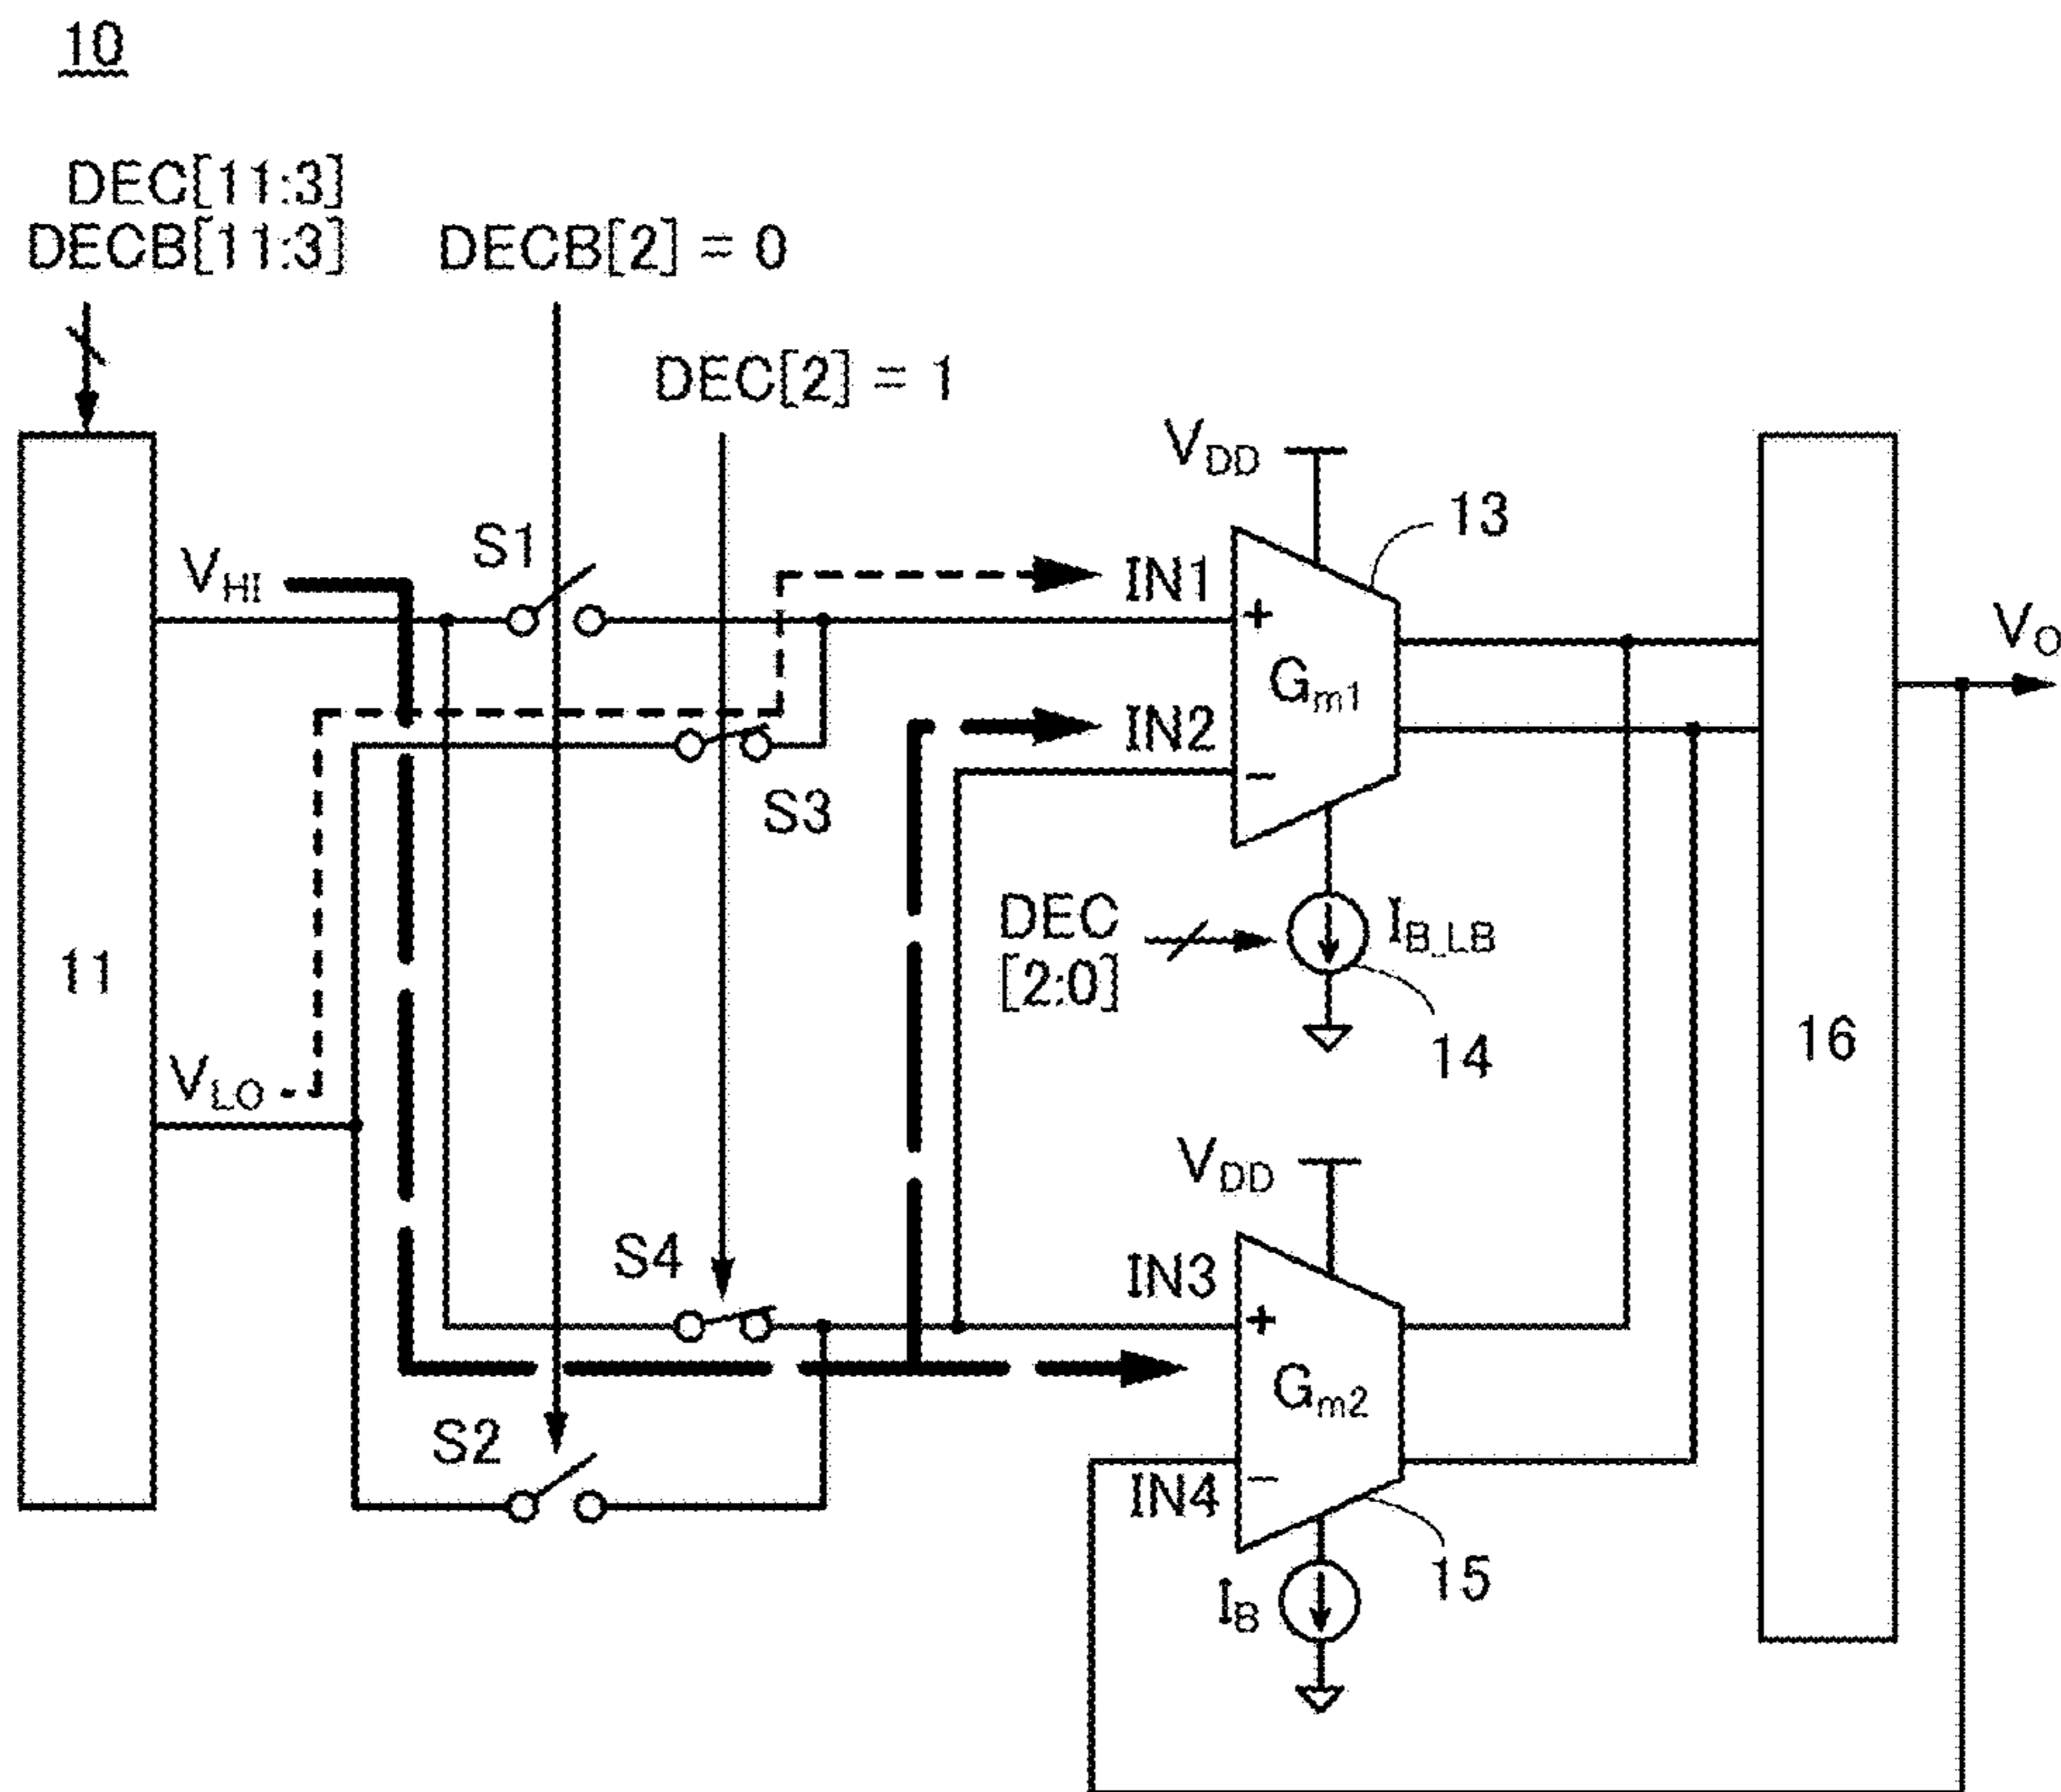 10
DEC[11:3]
DECB[11:3]
DECB[2] = 0
DEC[2] = 1
VDD
13
S1
VHI
IN1
+
VO
Gm1
IN2
−
S3
DEC
[2:0]
IB_LB
11
14
16
VLO
VDD
S4
IN3
+
Gm2
S2
IN4
−
15
IB